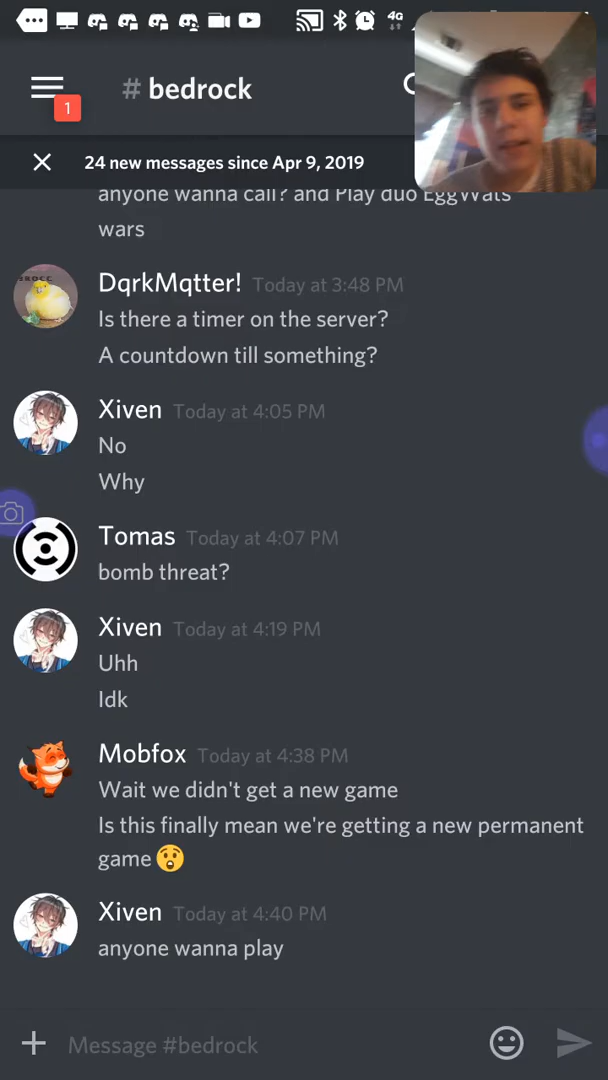 4G
# bedrock
1
24 new messages since Apr 9, 2019
anyone wanna call? and Play duo EggWats
wars
DqrkMqtter! Today at 3:48 PM
Is there a timer on the server?
A countdown till something?
Xiven Today at 4:05 PM
No
Why
Tomas Today at 4:07 PM
bomb threat?
Xiven Today at 4:19 PM
Uhh
Idk
Mobfox Today at 4:38 PM
Wait we didn't get a new game
Is this finally mean we're getting a new permanent
game 😲
Xiven Today at 4:40 PM
anyone wanna play
Message #bedrock